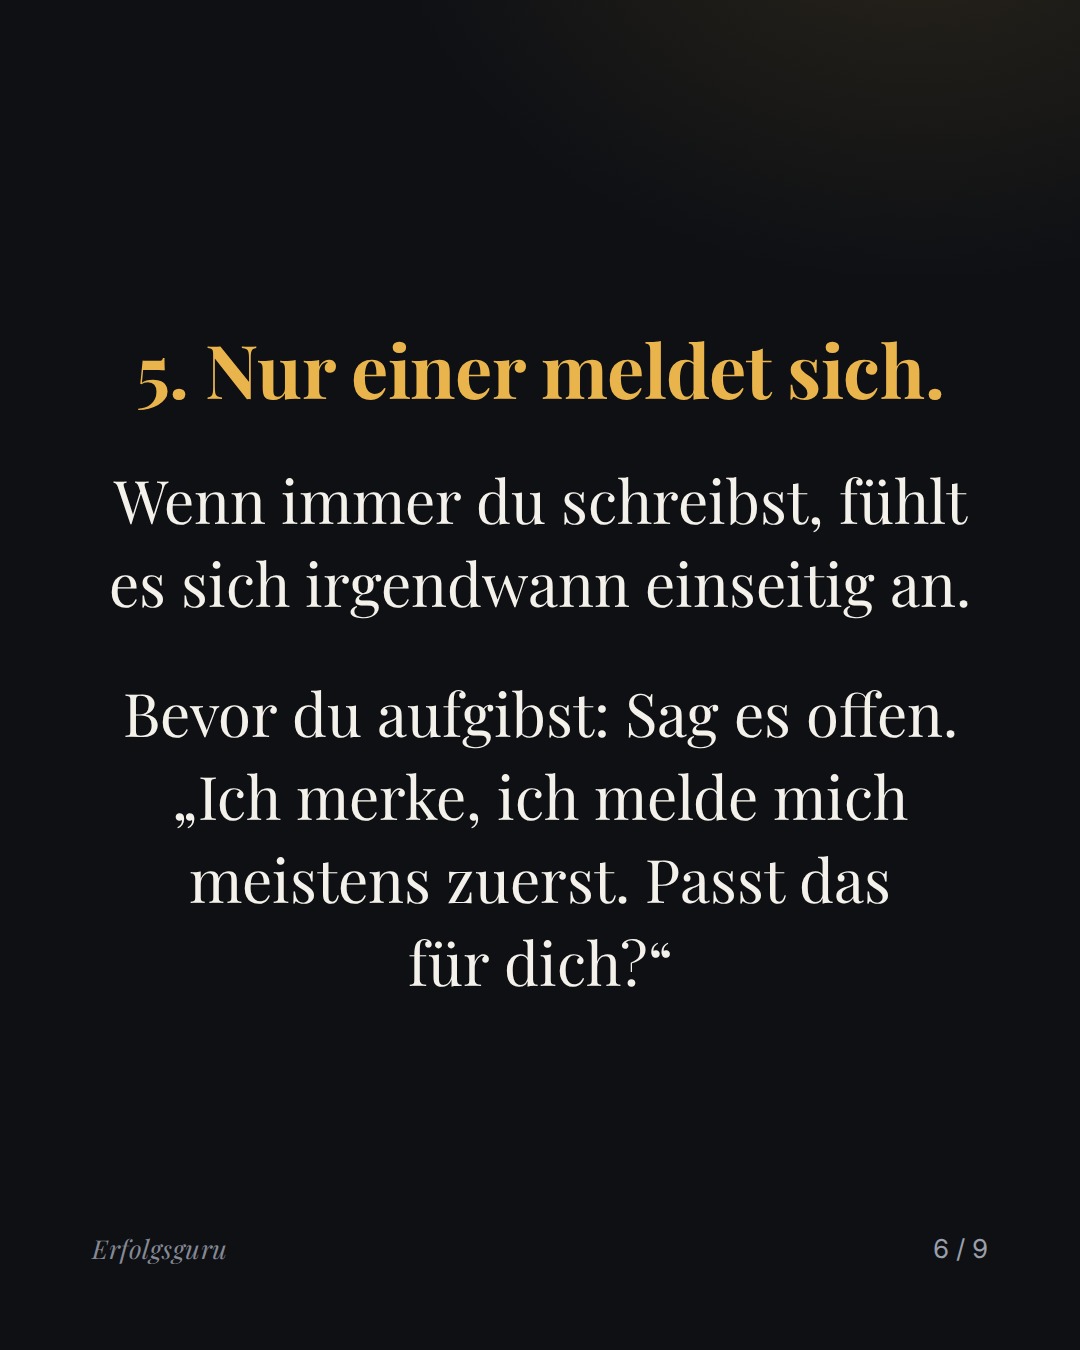 5. Nur einer meldet sich.
Wenn immer du schreibst, fühlt
es sich irgendwann einseitig an.
Bevor du aufgibst: Sag es offen.
„Ich merke, ich melde mich
meistens zuerst. Passt das
für dich?“
Erfolgsguru
6 / 9